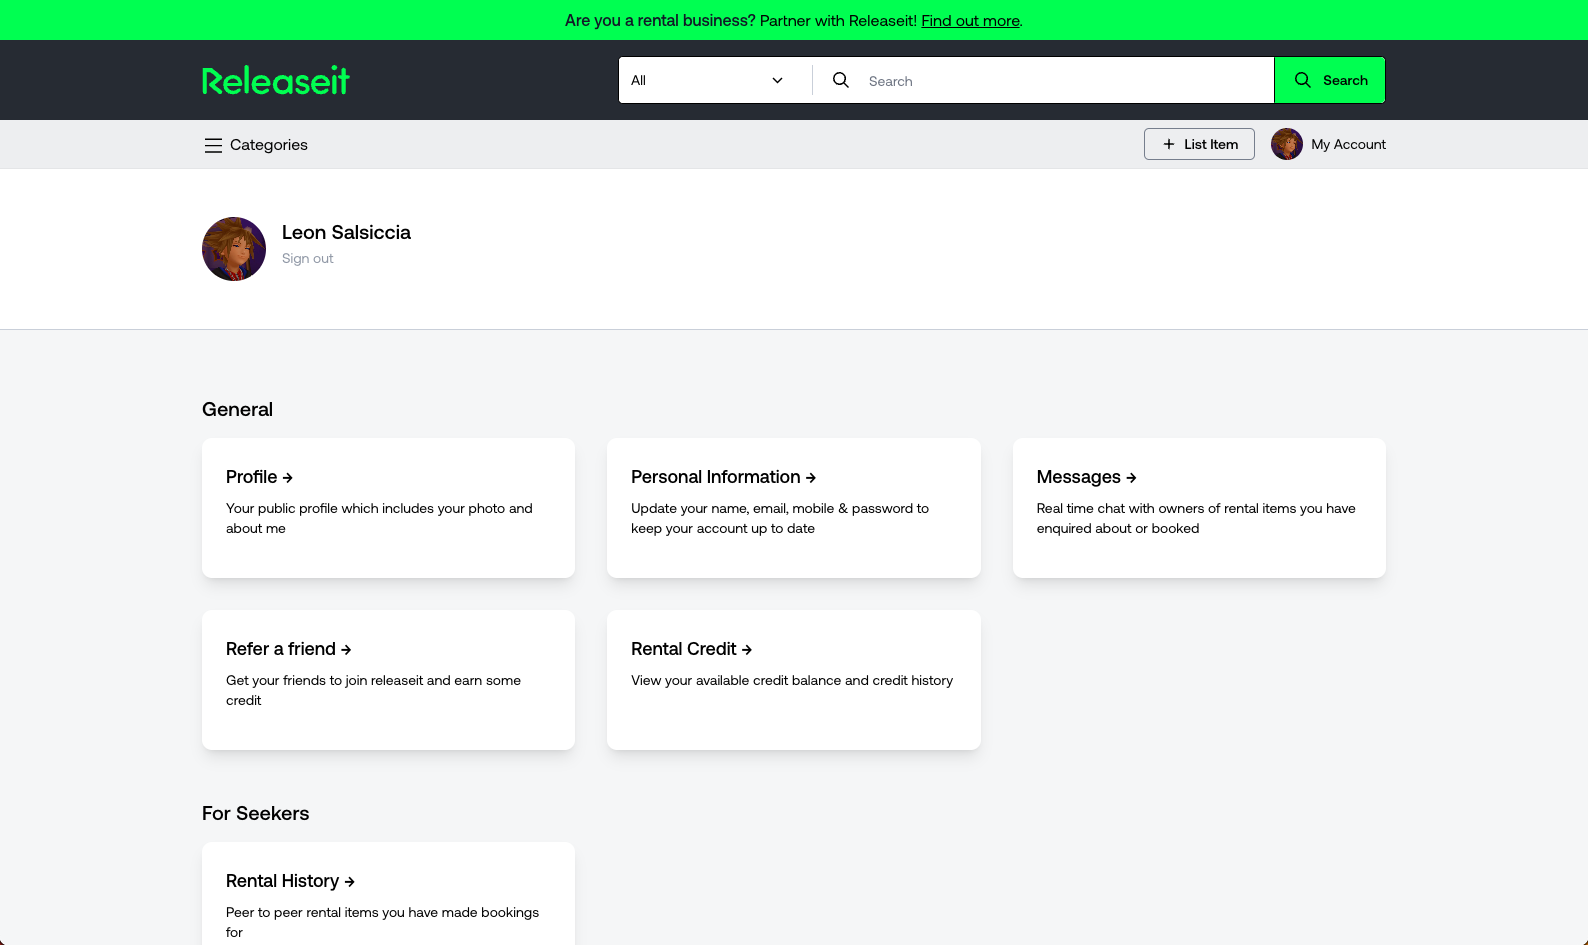 Are you a rental business? Partner with Releaseit! Find out more.
Releaseit
All
Search
Search
Categories
+ List Item
My Account
Leon Salsiccia
Sign out
General
Profile →
Your public profile which includes your photo and
about me
Personal Information →
Update your name, email, mobile & password to
keep your account up to date
Messages →
Real time chat with owners of rental items you have
enquired about or booked
Refer a friend →
Get your friends to join releaseit and earn some
credit
Rental Credit →
View your available credit balance and credit history
For Seekers
Rental History →
Peer to peer rental items you have made bookings
for